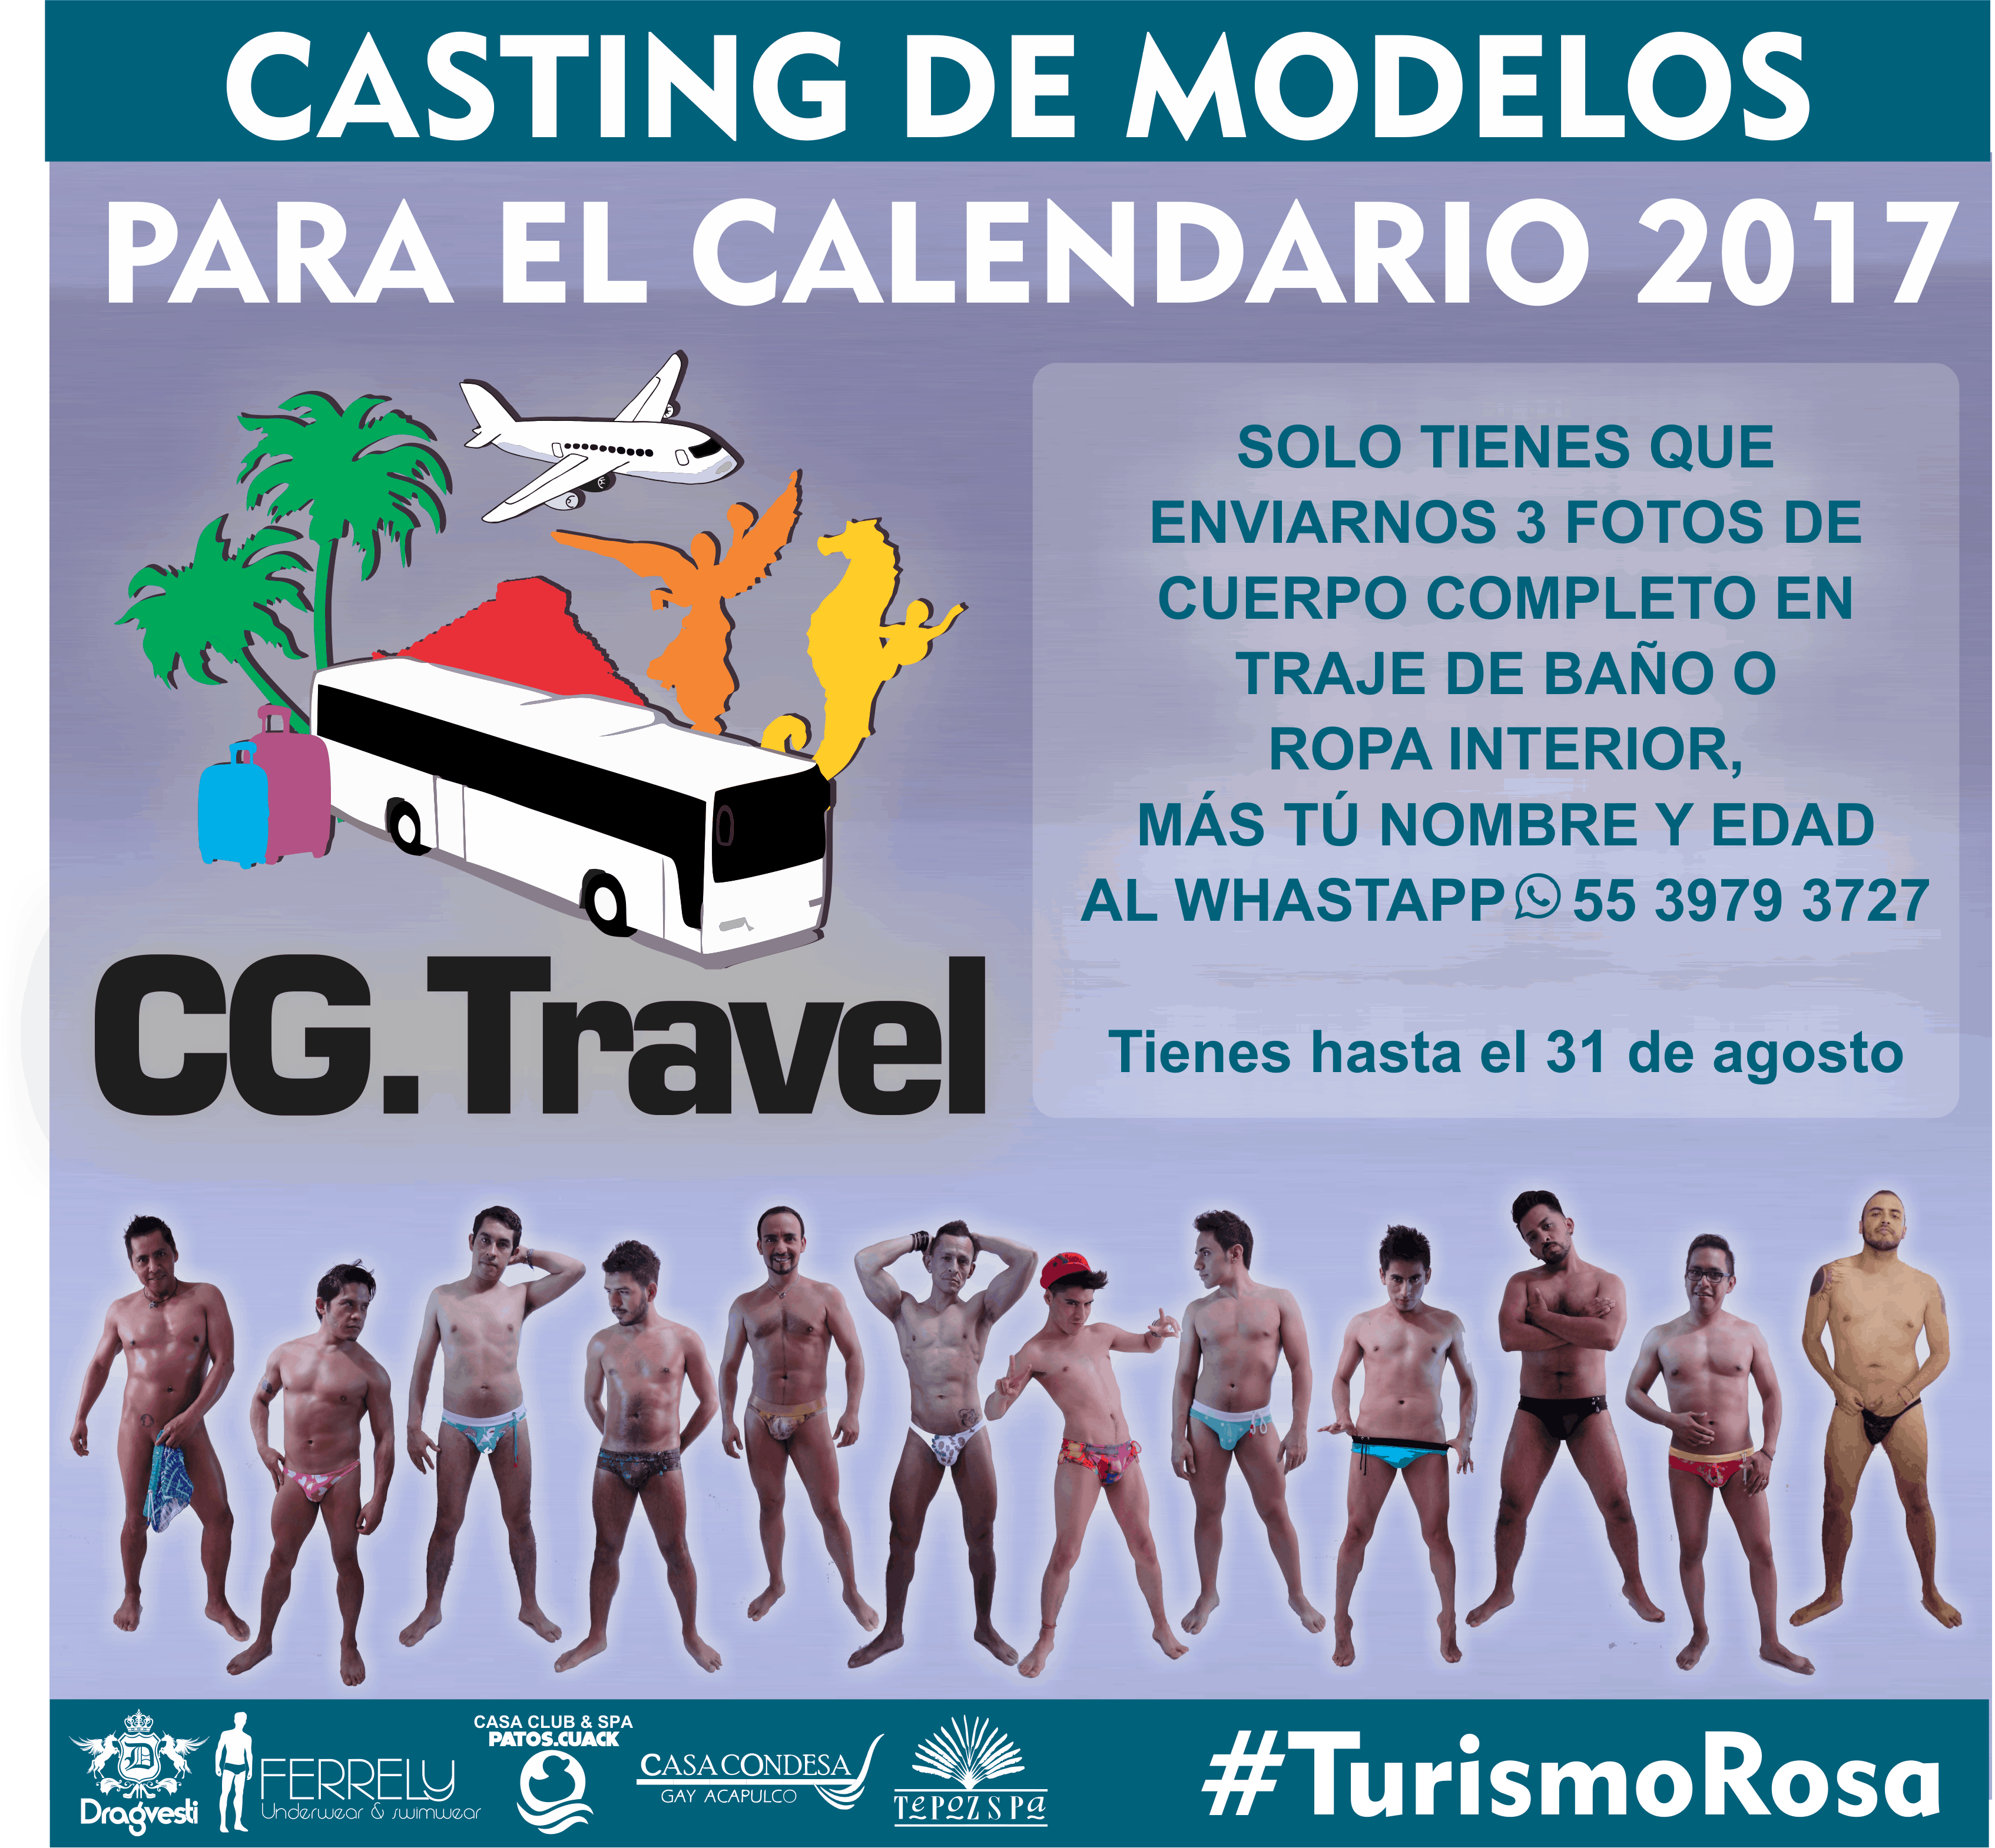 CASTING DE MODELOS
PARA EL CALENDARIO 2017
SOLO TIENES QUE
ENVIARNOS 3 FOTOS DE
CUERPO COMPLETO EN
TRAJE DE BAÑO O
ROPA INTERIOR,
MÁS TÚ NOMBRE Y EDAD
AL WHASTAPP 55 3979 3727
Tienes hasta el 31 de agosto
CG.Travel
D
Dragvesti
FERRELY
Underwear & swimwear
CASA CLUB & SPA
PATOS.CUACK
CASA CONDESA
GAY ACAPULCO
TEPOZ SPA
#TurismoRosa